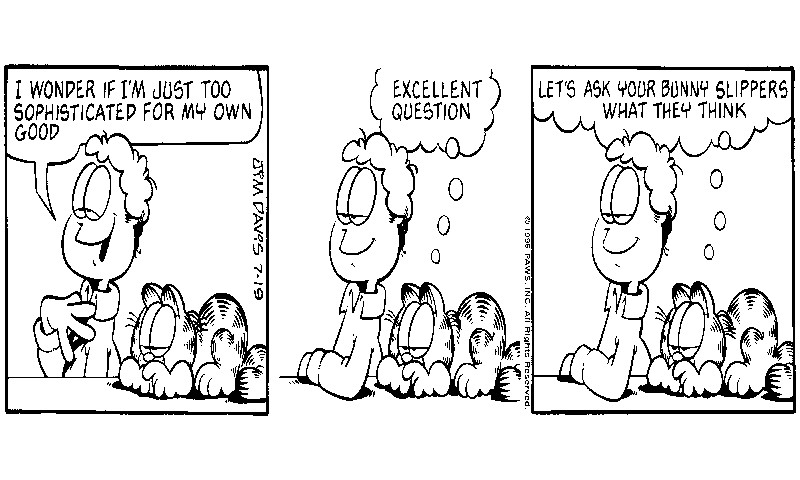 I WONDER IF I'M JUST TOO
SOPHISTICATED FOR MY OWN
GOOD
JIM DAVIS 7-19
EXCELLENT
QUESTION
© 1996 PAWS, INC. All Rights Reserved.
LET'S ASK YOUR BUNNY SLIPPERS
WHAT THEY THINK